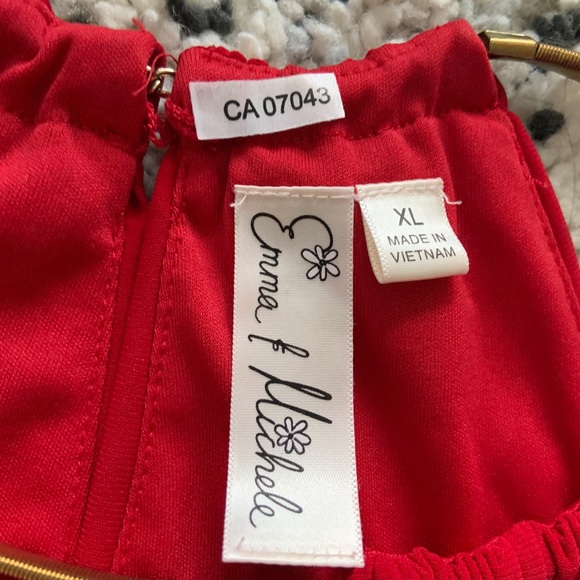 CA 07043
Emma & Michele
XL
MADE IN
VIETNAM